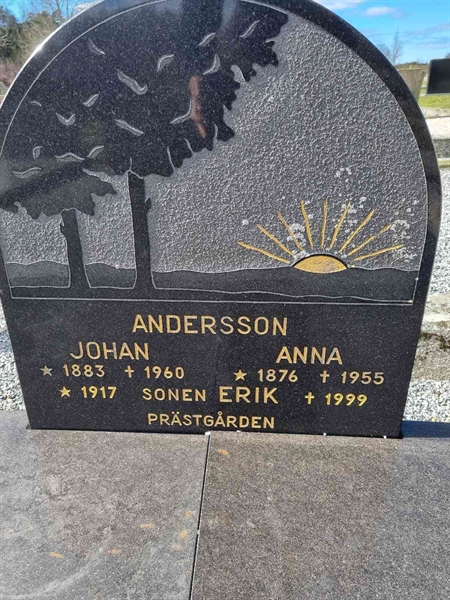 ANDERSSON
JOHAN ANNA
★ 1883 ✝ 1960 ★ 1876 ✝ 1955
★ 1917 SONEN ERIK ✝ 1999
PRÄSTGÅRDEN